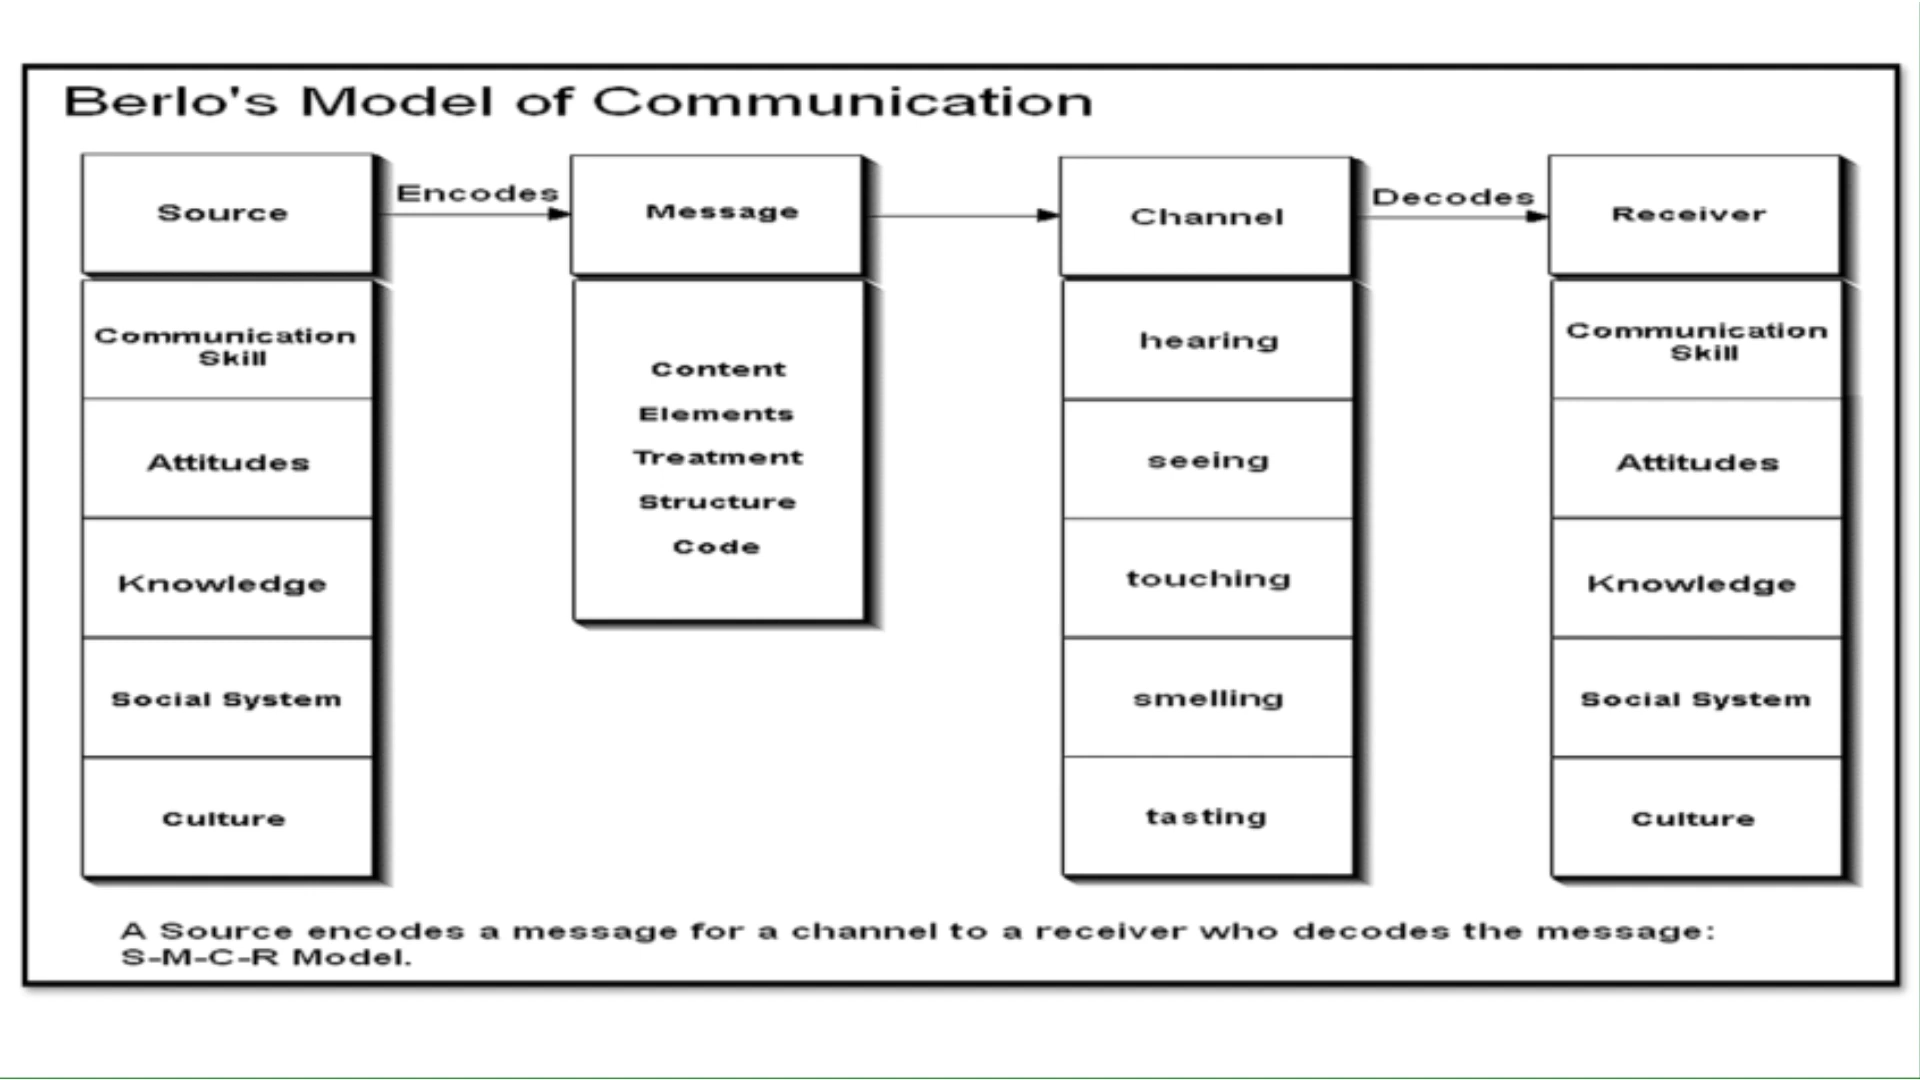 Berlo's Model of Communication
Source
Encodes
Message
Channel
Decodes
Receiver
Communication
Skill
Attitudes
Knowledge
Social System
Culture
Content
Elements
Treatment
Structure
Code
hearing
seeing
touching
smelling
tasting
Communication
Skill
Attitudes
Knowledge
Social System
Culture
A Source encodes a message for a channel to a receiver who decodes the message:
S-M-C-R Model.